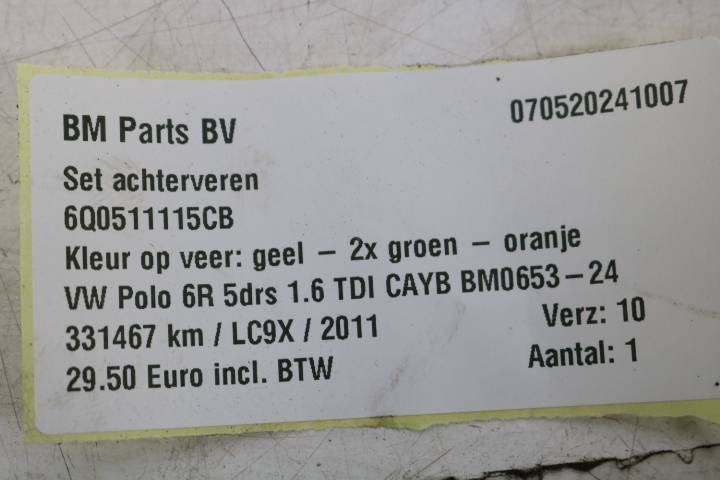 BM Parts BV
070520241007
Set achterveren
6Q0511115CB
Kleur op veer: geel – 2x groen – oranje
VW Polo 6R 5drs 1.6 TDI CAYB BM0653–24
331467 km / LC9X / 2011
Verz: 10
29.50 Euro incl. BTW
Aantal: 1